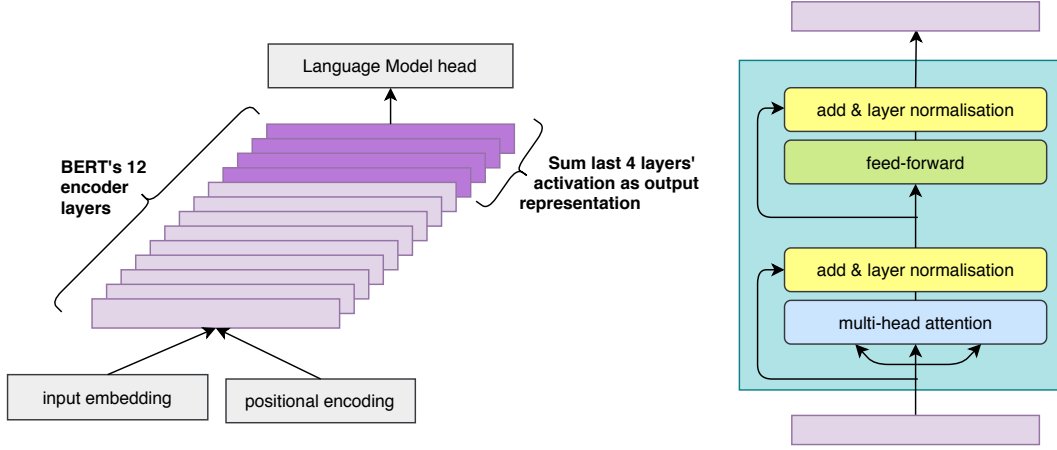 Language Model head
BERT's 12
encoder
layers
Sum last 4 layers'
activation as output
representation
input embedding
positional encoding
add & layer normalisation
feed-forward
add & layer normalisation
multi-head attention